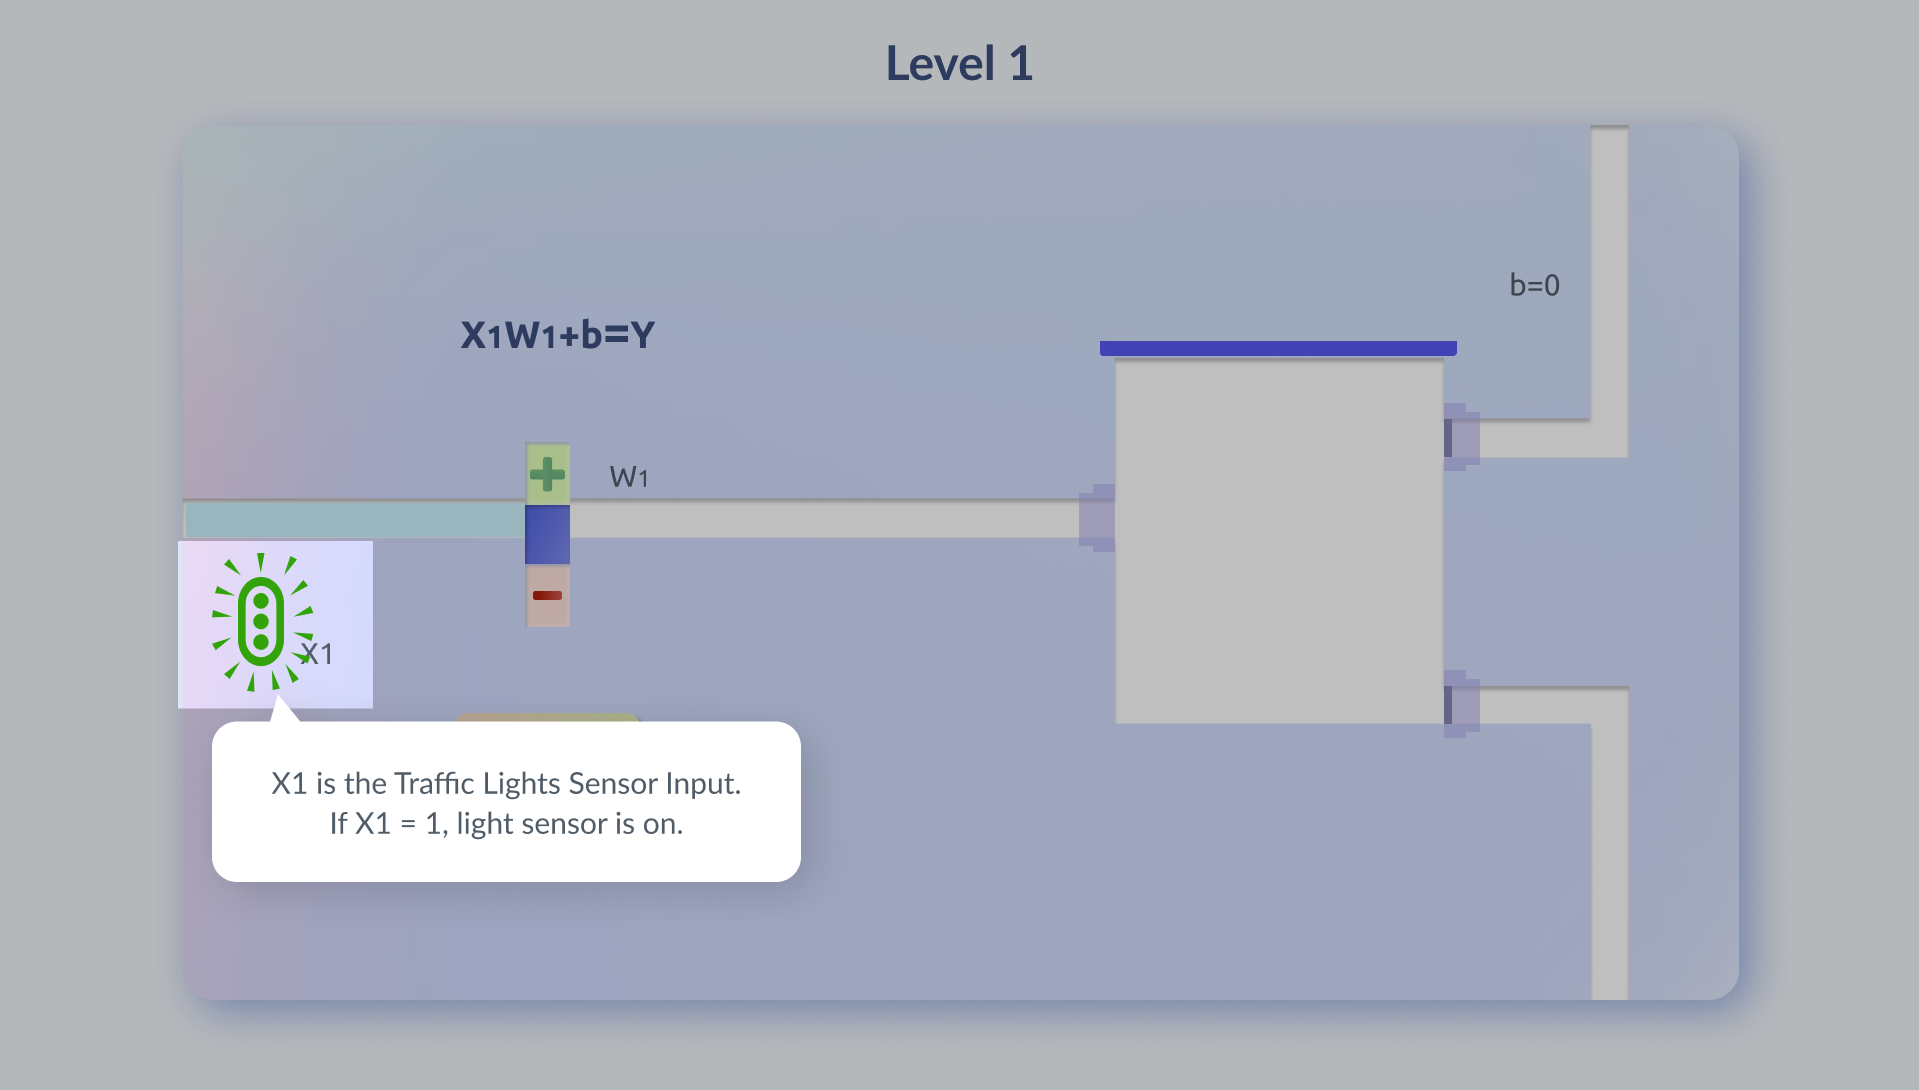 Level 1
b=0
X1W1+b=Y
W1
X1
X1 is the Traffic Lights Sensor Input.
If X1 = 1, light sensor is on.